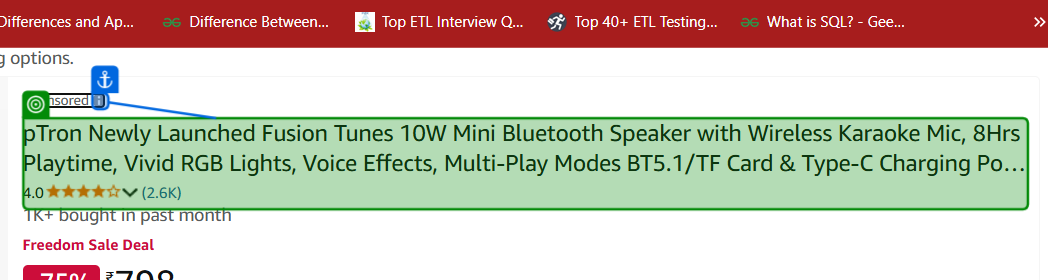 Differences and Ap...
Difference Between...
Top ETL Interview Q...
Top 40+ ETL Testing...
What is SQL? - Gee...
g options.
nsored
pTron Newly Launched Fusion Tunes 10W Mini Bluetooth Speaker with Wireless Karaoke Mic, 8Hrs
Playtime, Vivid RGB Lights, Voice Effects, Multi-Play Modes BT5.1/TF Card & Type-C Charging Po...
4.0 (2.6K)
1K+ bought in past month
Freedom Sale Deal
-75% ₹798